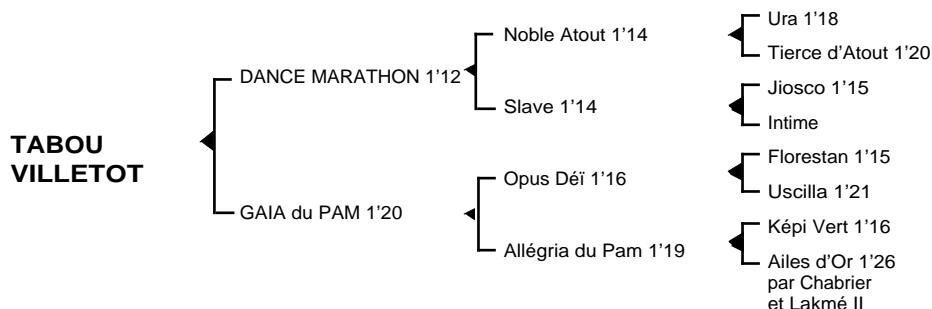 TABOU
VILLETOT
DANCE MARATHON 1'12
GAIA du PAM 1'20
Noble Atout 1'14
Slave 1'14
Opus Déï 1'16
Allégria du Pam 1'19
Ura 1'18
Tierce d'Atout 1'20
Jiosco 1'15
Intime
Florestan 1'15
Uscilla 1'21
Képi Vert 1'16
Ailes d'Or 1'26
par Chabrier
et Lakmé II